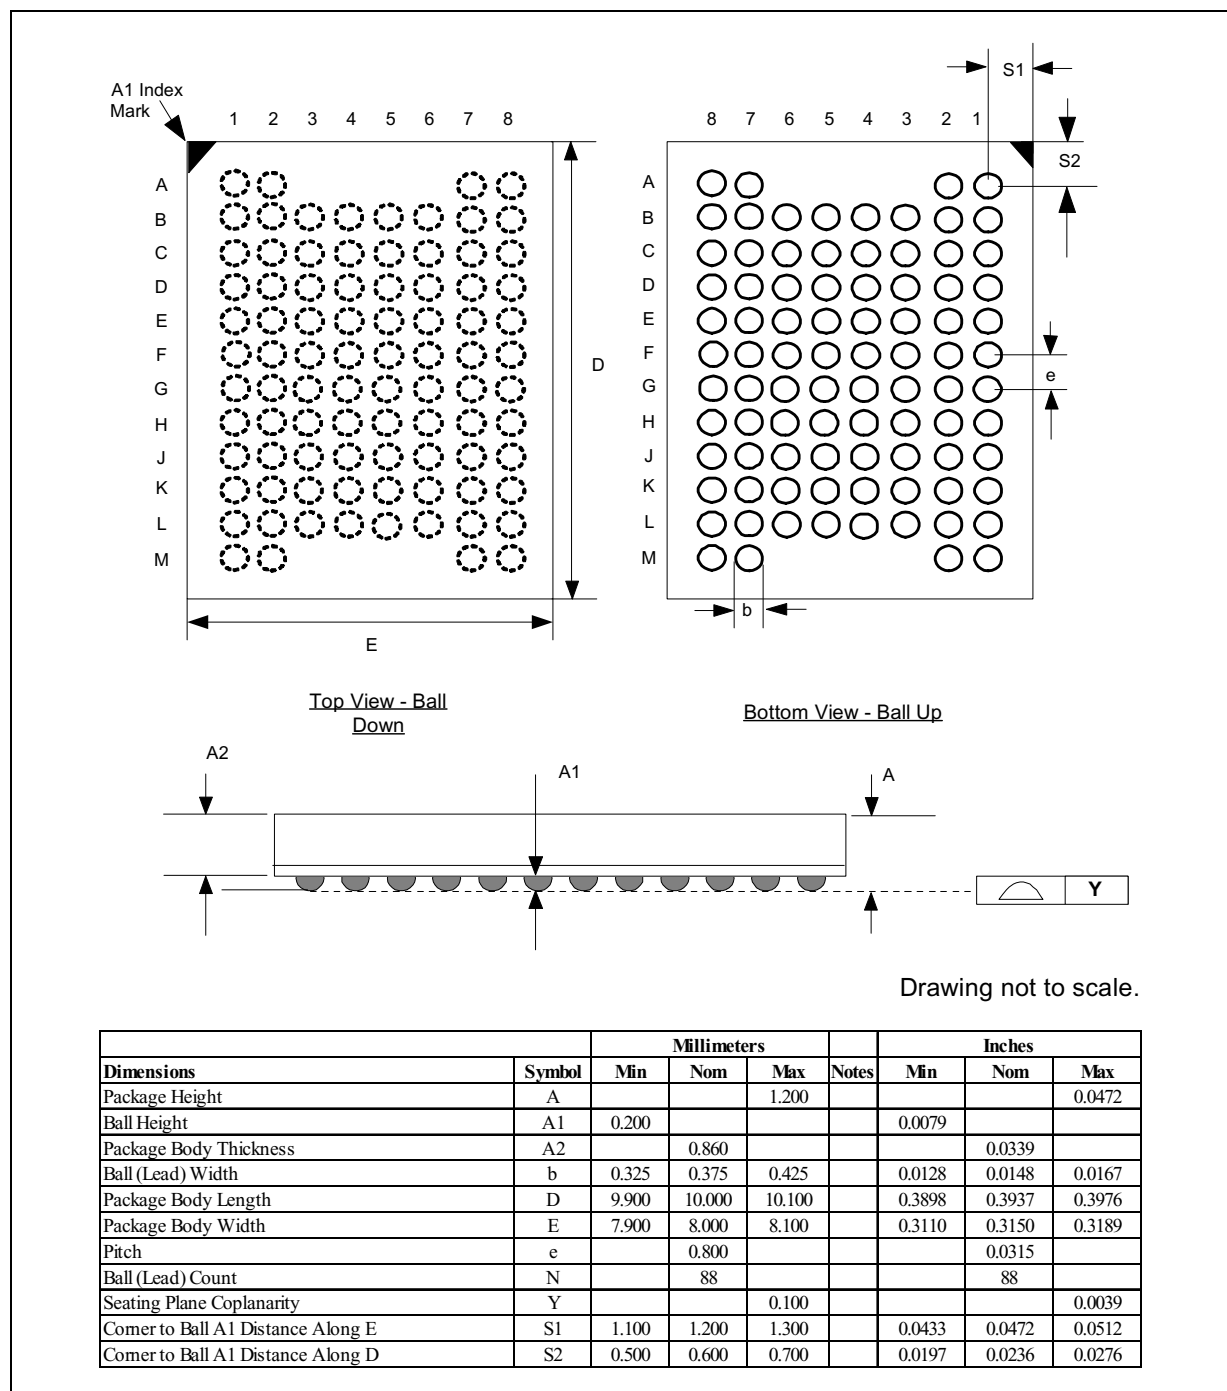 A1 Index
Mark
1 2 3 4 5 6 7 8
A
B
C
D
E
F
G
H
J
K
L
M
D
E
Top View - Ball
Down
8 7 6 5 4 3 2 1
S1
S2
A
B
C
D
E
F
G
H
J
K
L
M
e
b
Bottom View - Ball Up
A2
A1
A
Y
Drawing not to scale.
Millimeters Inches
Dimensions Symbol Min Nom Max Notes Min Nom Max
Package Height A 1.200 0.0472
Ball Height A1 0.200 0.0079
Package Body Thickness A2 0.860 0.0339
Ball (Lead) Width b 0.325 0.375 0.425 0.0128 0.0148 0.0167
Package Body Length D 9.900 10.000 10.100 0.3898 0.3937 0.3976
Package Body Width E 7.900 8.000 8.100 0.3110 0.3150 0.3189
Pitch e 0.800 0.0315
Ball (Lead) Count N 88 88
Seating Plane Coplanarity Y 0.100 0.0039
Corner to Ball A1 Distance Along E S1 1.100 1.200 1.300 0.0433 0.0472 0.0512
Corner to Ball A1 Distance Along D S2 0.500 0.600 0.700 0.0197 0.0236 0.0276